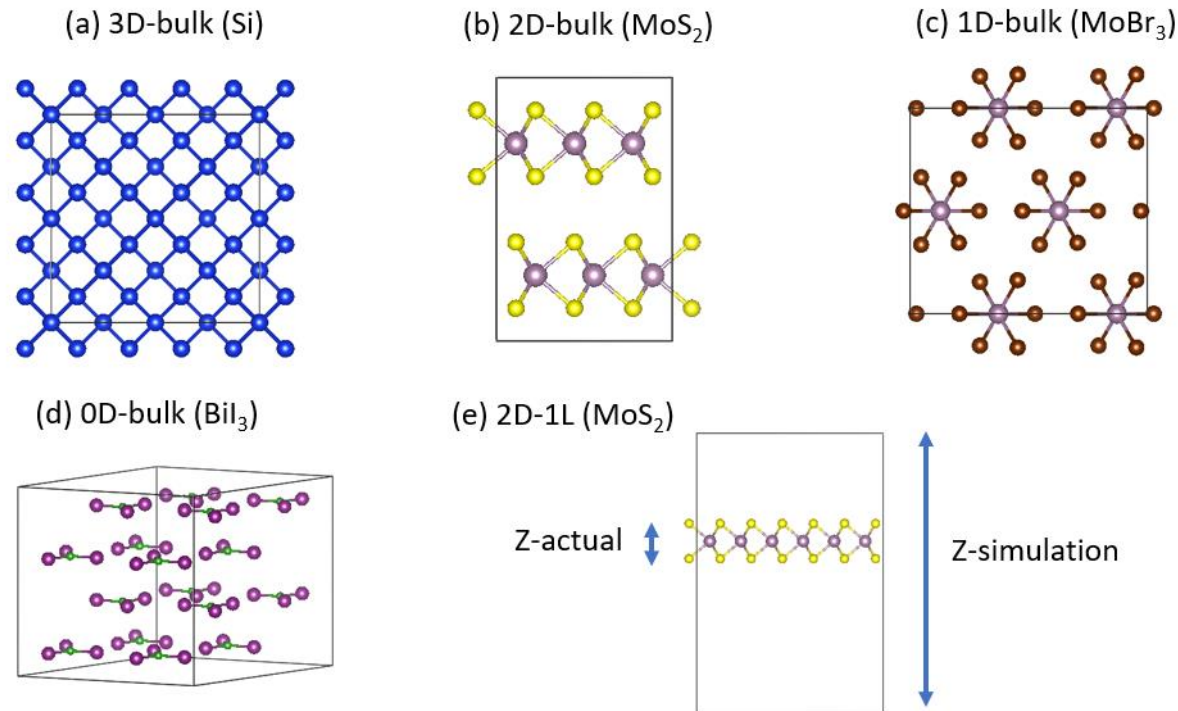 (a) 3D-bulk (Si)
(b) 2D-bulk (MoS₂)
(c) 1D-bulk (MoBr₃)
(d) 0D-bulk (BiI₃)
(e) 2D-1L (MoS₂)
Z-actual
Z-simulation